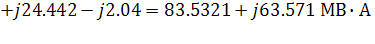 +j24.442 − j2.04 = 83.5321 + j63.571 MB · A